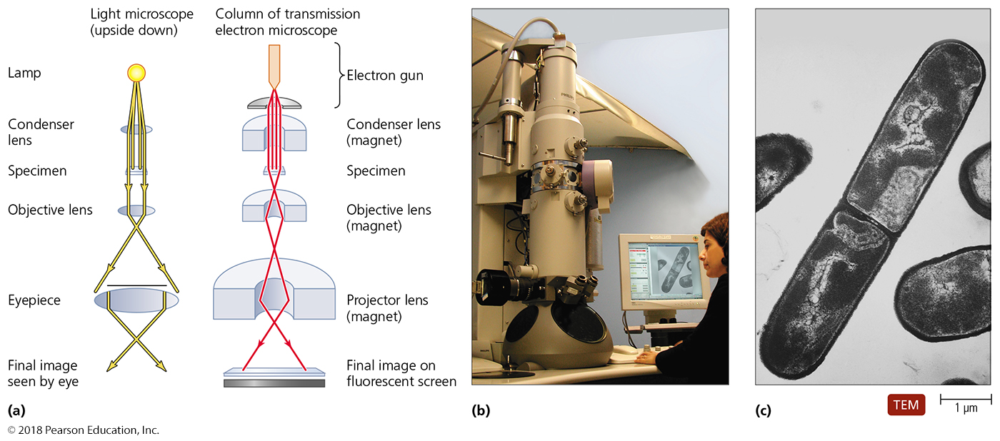 Light microscope
(upside down)
Column of transmission
electron microscope
Lamp
Electron gun
Condenser
lens
Condenser lens
(magnet)
Specimen
Specimen
Objective lens
Objective lens
(magnet)
Eyepiece
Projector lens
(magnet)
Final image
seen by eye
Final image on
fluorescent screen
(a)
(b)
(c)
TEM
1 µm
© 2018 Pearson Education, Inc.